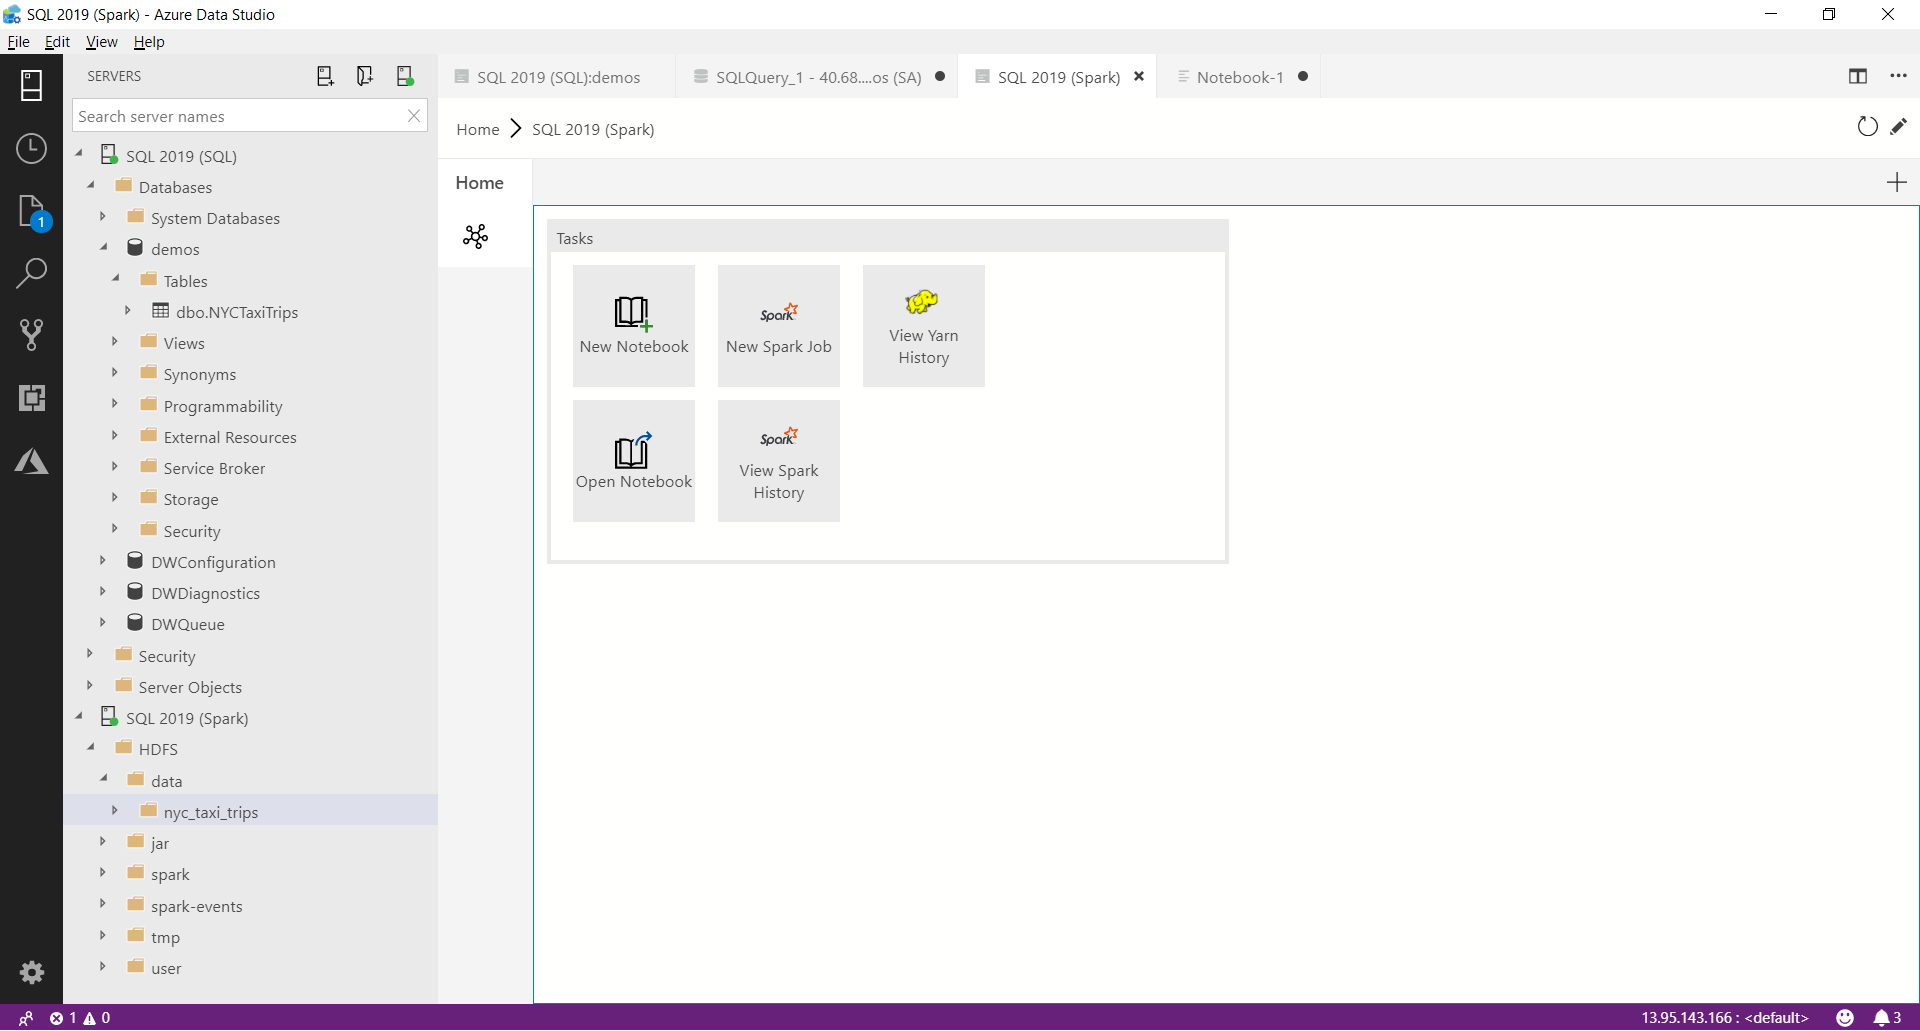 SQL 2019 (Spark) - Azure Data Studio
File Edit View Help
SERVERS
Search server names
SQL 2019 (SQL)
Databases
System Databases
demos
Tables
dbo.NYCTaxiTrips
Views
Synonyms
Programmability
External Resources
Service Broker
Storage
Security
DWConfiguration
DWDiagnostics
DWQueue
Security
Server Objects
SQL 2019 (Spark)
HDFS
data
nyc_taxi_trips
jar
spark
spark-events
tmp
user
1
SQL 2019 (SQL):demos
SQLQuery_1 - 40.68....os (SA)
SQL 2019 (Spark)
Notebook-1
Home
SQL 2019 (Spark)
Home
Tasks
New Notebook
Spark
New Spark Job
View Yarn
History
Open Notebook
Spark
View Spark
History
1 0
13.95.143.166 : <default>
3